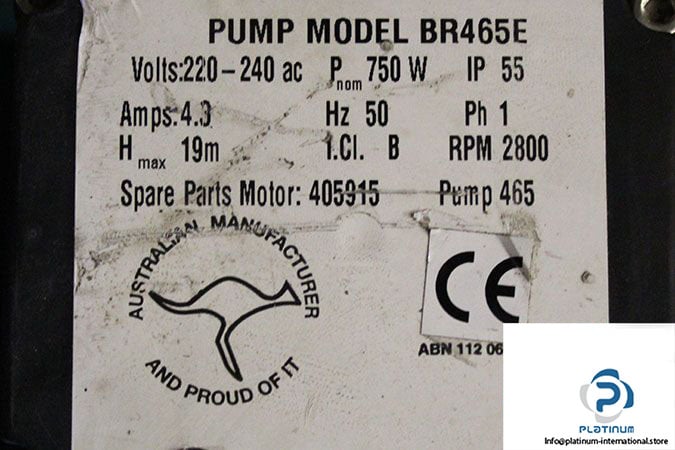 PUMP MODEL BR465E
Volts:220-240 ac P nom 750 W IP 55
Amps:4.3 Hz 50 Ph 1
H max 19m I.Cl. B RPM 2800
Spare Parts Motor: 405915 Pump 465
AUSTRALIAN MANUFACTURER
AND PROUD OF IT
CE
ABN 112 06
PLATINUM
Info@platinum-international.store